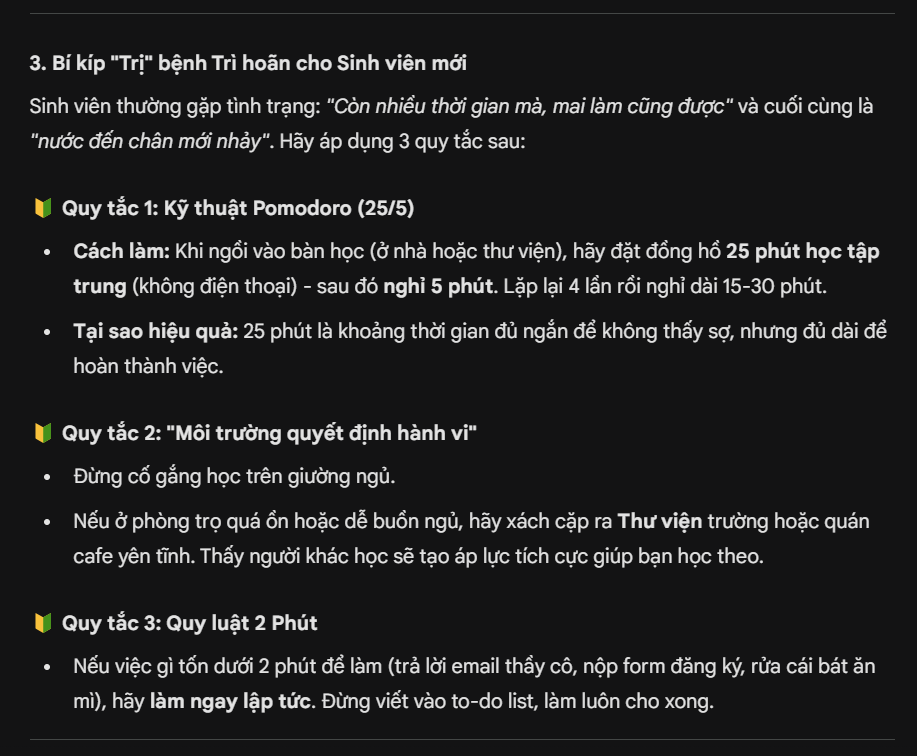 3. Bí kíp "Trị" bệnh Trì hoãn cho Sinh viên mới
Sinh viên thường gặp tình trạng: "Còn nhiều thời gian mà, mai làm cũng được" và cuối cùng là
"nước đến chân mới nhảy". Hãy áp dụng 3 quy tắc sau:
🔰 Quy tắc 1: Kỹ thuật Pomodoro (25/5)
• Cách làm: Khi ngồi vào bàn học (ở nhà hoặc thư viện), hãy đặt đồng hồ 25 phút học tập
trung (không điện thoại) - sau đó nghỉ 5 phút. Lặp lại 4 lần rồi nghỉ dài 15-30 phút.
• Tại sao hiệu quả: 25 phút là khoảng thời gian đủ ngắn để không thấy sợ, nhưng đủ dài để
hoàn thành việc.
🔰 Quy tắc 2: "Môi trường quyết định hành vi"
• Đừng cố gắng học trên giường ngủ.
• Nếu ở phòng trọ quá ồn hoặc dễ buồn ngủ, hãy xách cặp ra Thư viện trường hoặc quán
cafe yên tĩnh. Thấy người khác học sẽ tạo áp lực tích cực giúp bạn học theo.
🔰 Quy tắc 3: Quy luật 2 Phút
• Nếu việc gì tốn dưới 2 phút để làm (trả lời email thầy cô, nộp form đăng ký, rửa cái bát ăn
mì), hãy làm ngay lập tức. Đừng viết vào to-do list, làm luôn cho xong.